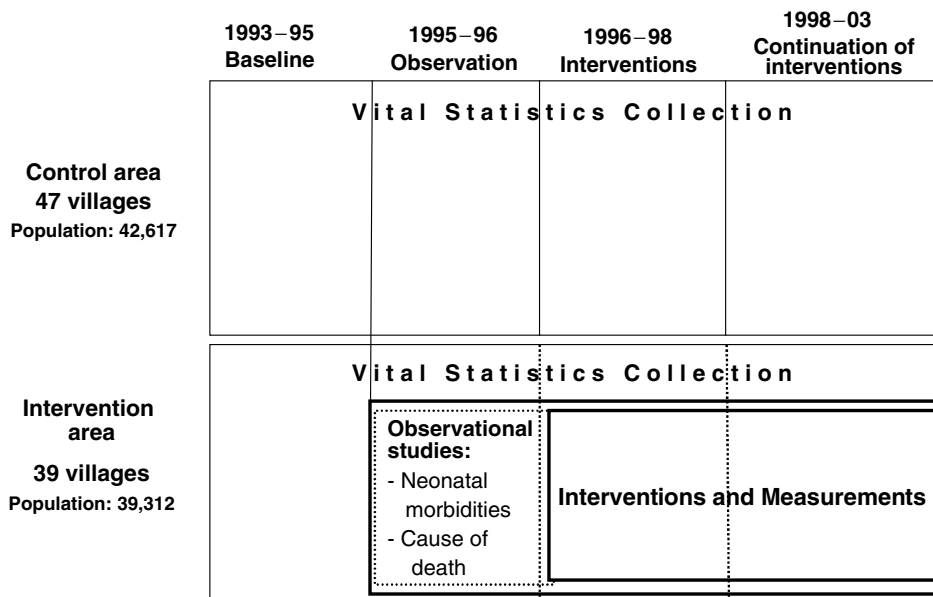 1993–95
Baseline
1995–96
Observation
1996–98
Interventions
1998–03
Continuation of
interventions
Vital Statistics Collection
Control area
47 villages
Population: 42,617
Vital Statistics Collection
Intervention
area
39 villages
Population: 39,312
Observational
studies:
- Neonatal
morbidities
- Cause of
death
Interventions and Measurements